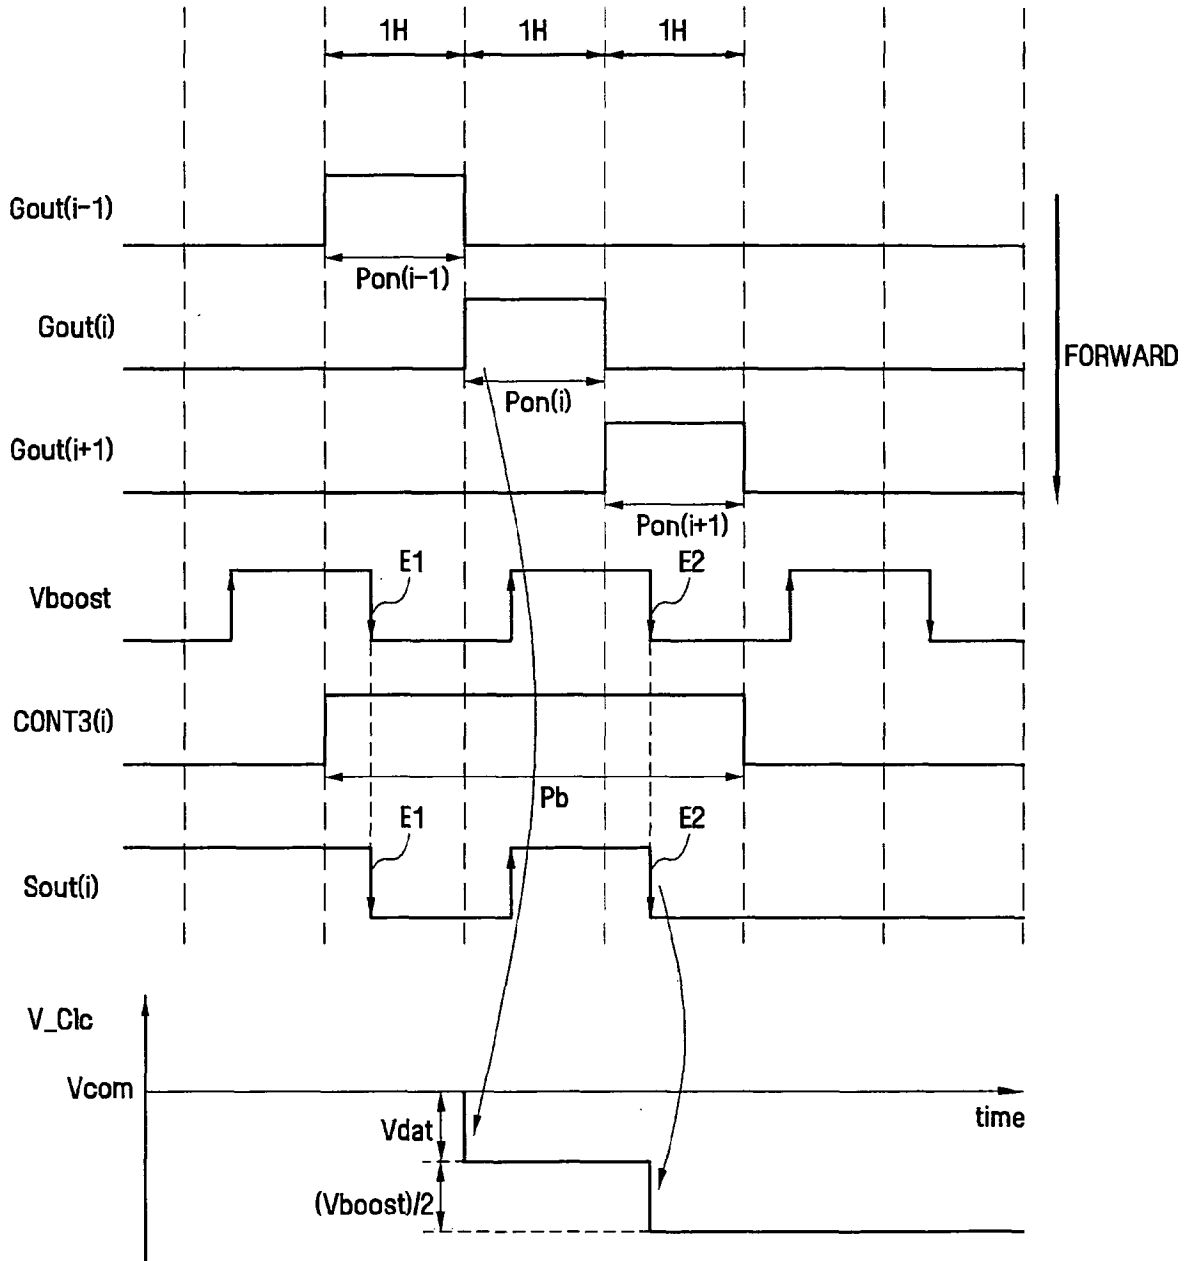 1H 1H 1H
Gout(i-1)
Pon(i-1)
Gout(i)
FORWARD
Pon(i)
Gout(i+1)
Pon(i+1)
E1 E2
Vboost
CONT3(i)
Pb
E1 E2
Sout(i)
V_Clc
Vcom
time
Vdat
(Vboost)/2